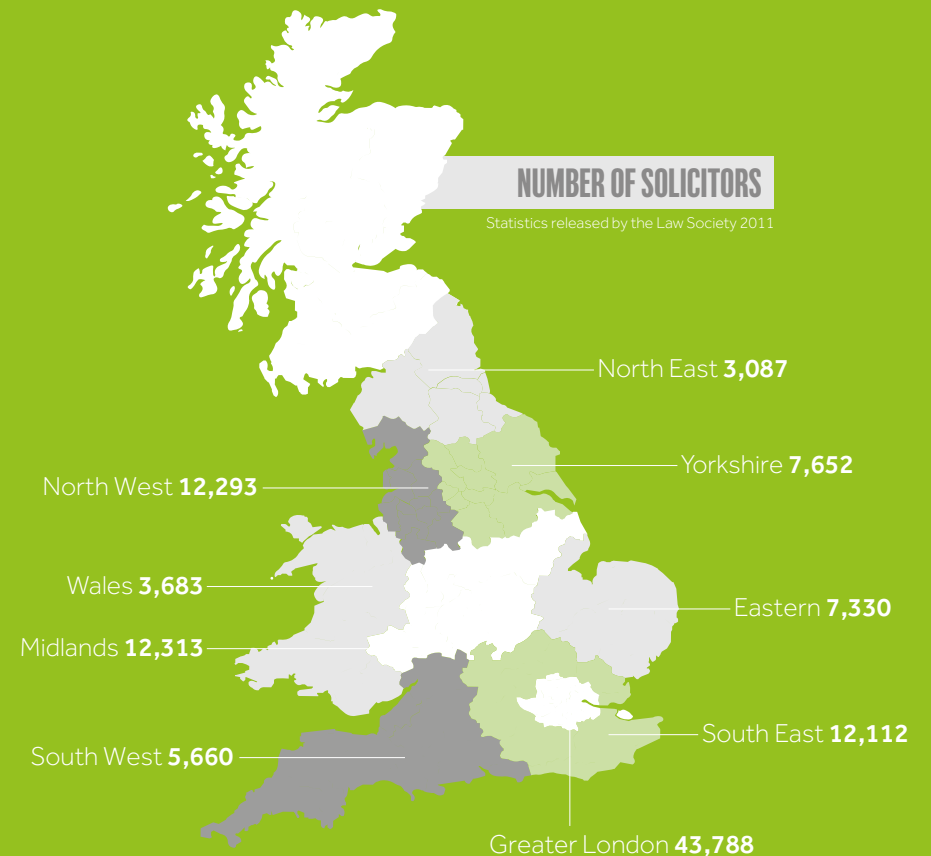 NUMBER OF SOLICITORS
Statistics released by the Law Society 2011
North East 3,087
Yorkshire 7,652
North West 12,293
Wales 3,683
Eastern 7,330
Midlands 12,313
South East 12,112
South West 5,660
Greater London 43,788